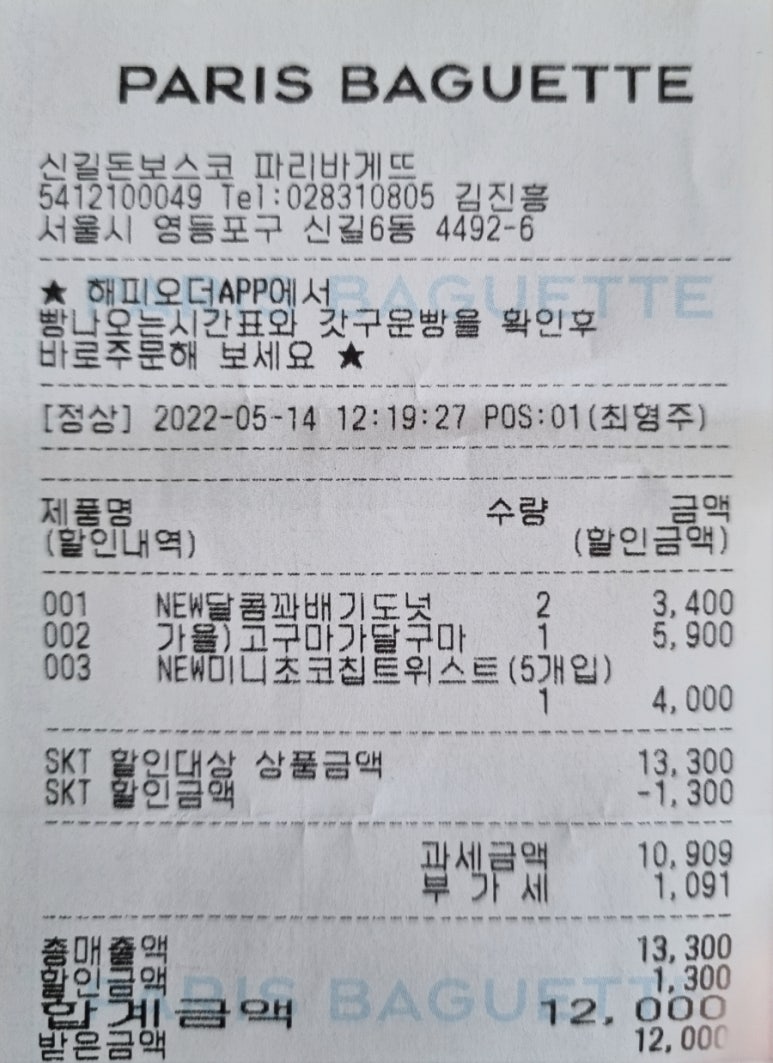 PARIS BAGUETTE
신길돈보스코 파리바게뜨
5412100049 Tel:028310805 김진흥
서울시 영등포구 신길6동 4492-6
★ 해피오더APP에서
빵나오는시간표와 갓구운빵을 확인후
바로주문해 보세요 ★
[정상] 2022-05-14 12:19:27 POS:01(최형주)
제품명 수량 금액
(할인내역) (할인금액)
001 NEW달콤꽈배기도넛 2 3,400
002 가을)고구마가달구마 1 5,900
003 NEW미니초코칩트위스트(5개입)
1 4,000
SKT 할인대상 상품금액 13,300
SKT 할인금액 -1,300
과세금액 10,909
부 가 세 1,091
총매출액 13,300
할인금액 1,300
합계금액 12,000
받은금액 12,000